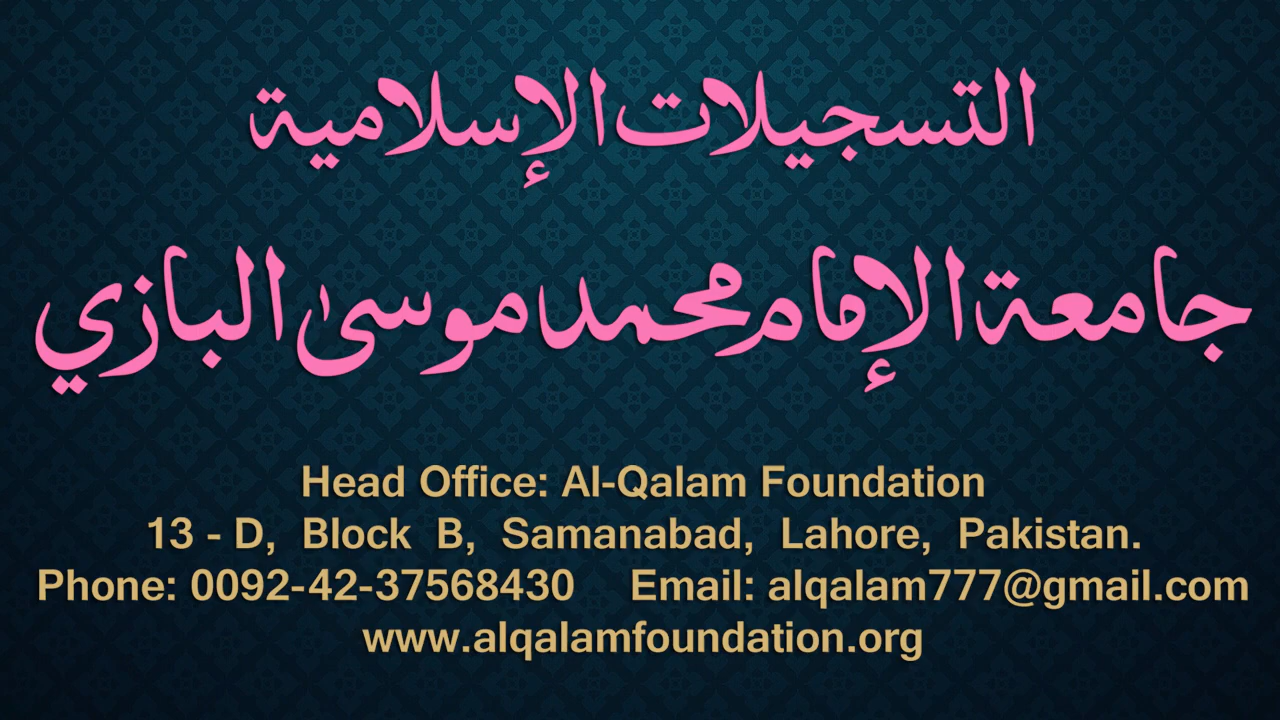 التسجيلات الإسلامية
جامعة الإمام محمد موسىٰ البازي
Head Office: Al-Qalam Foundation
13 - D, Block B, Samanabad, Lahore, Pakistan.
Phone: 0092-42-37568430 Email: alqalam777@gmail.com
www.alqalamfoundation.org